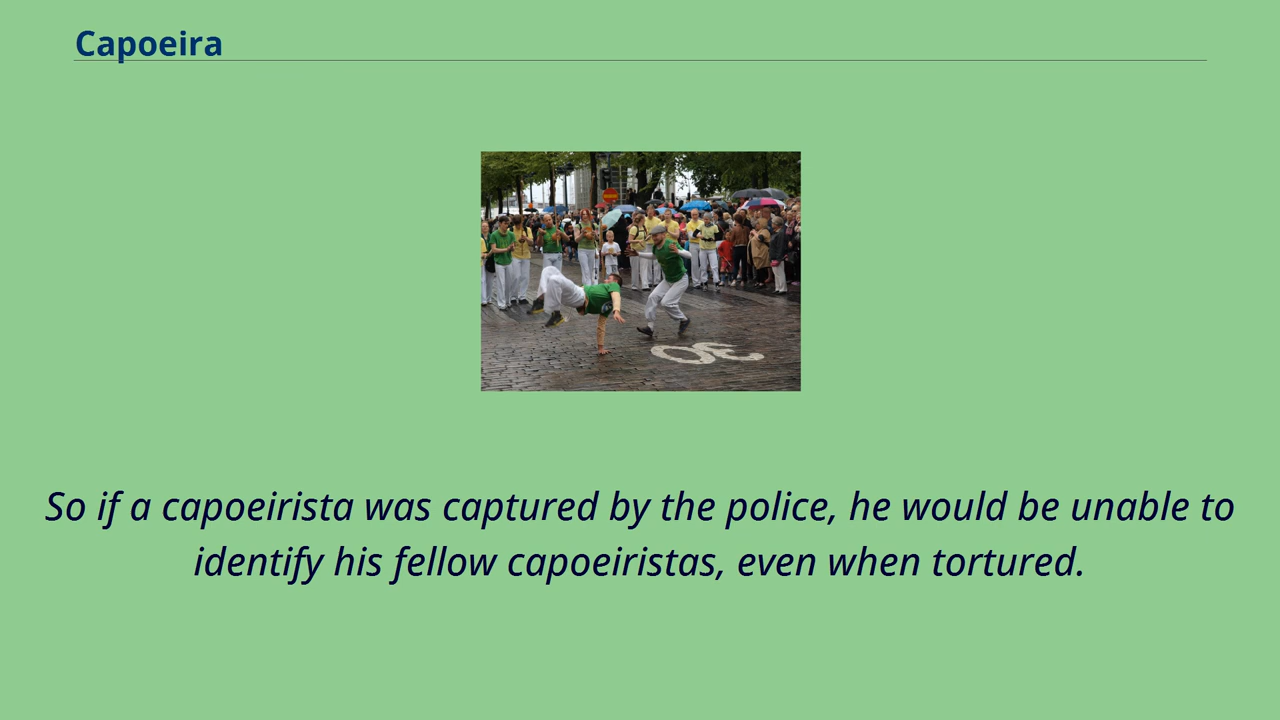 Capoeira
30
So if a capoeirista was captured by the police, he would be unable to
identify his fellow capoeiristas, even when tortured.